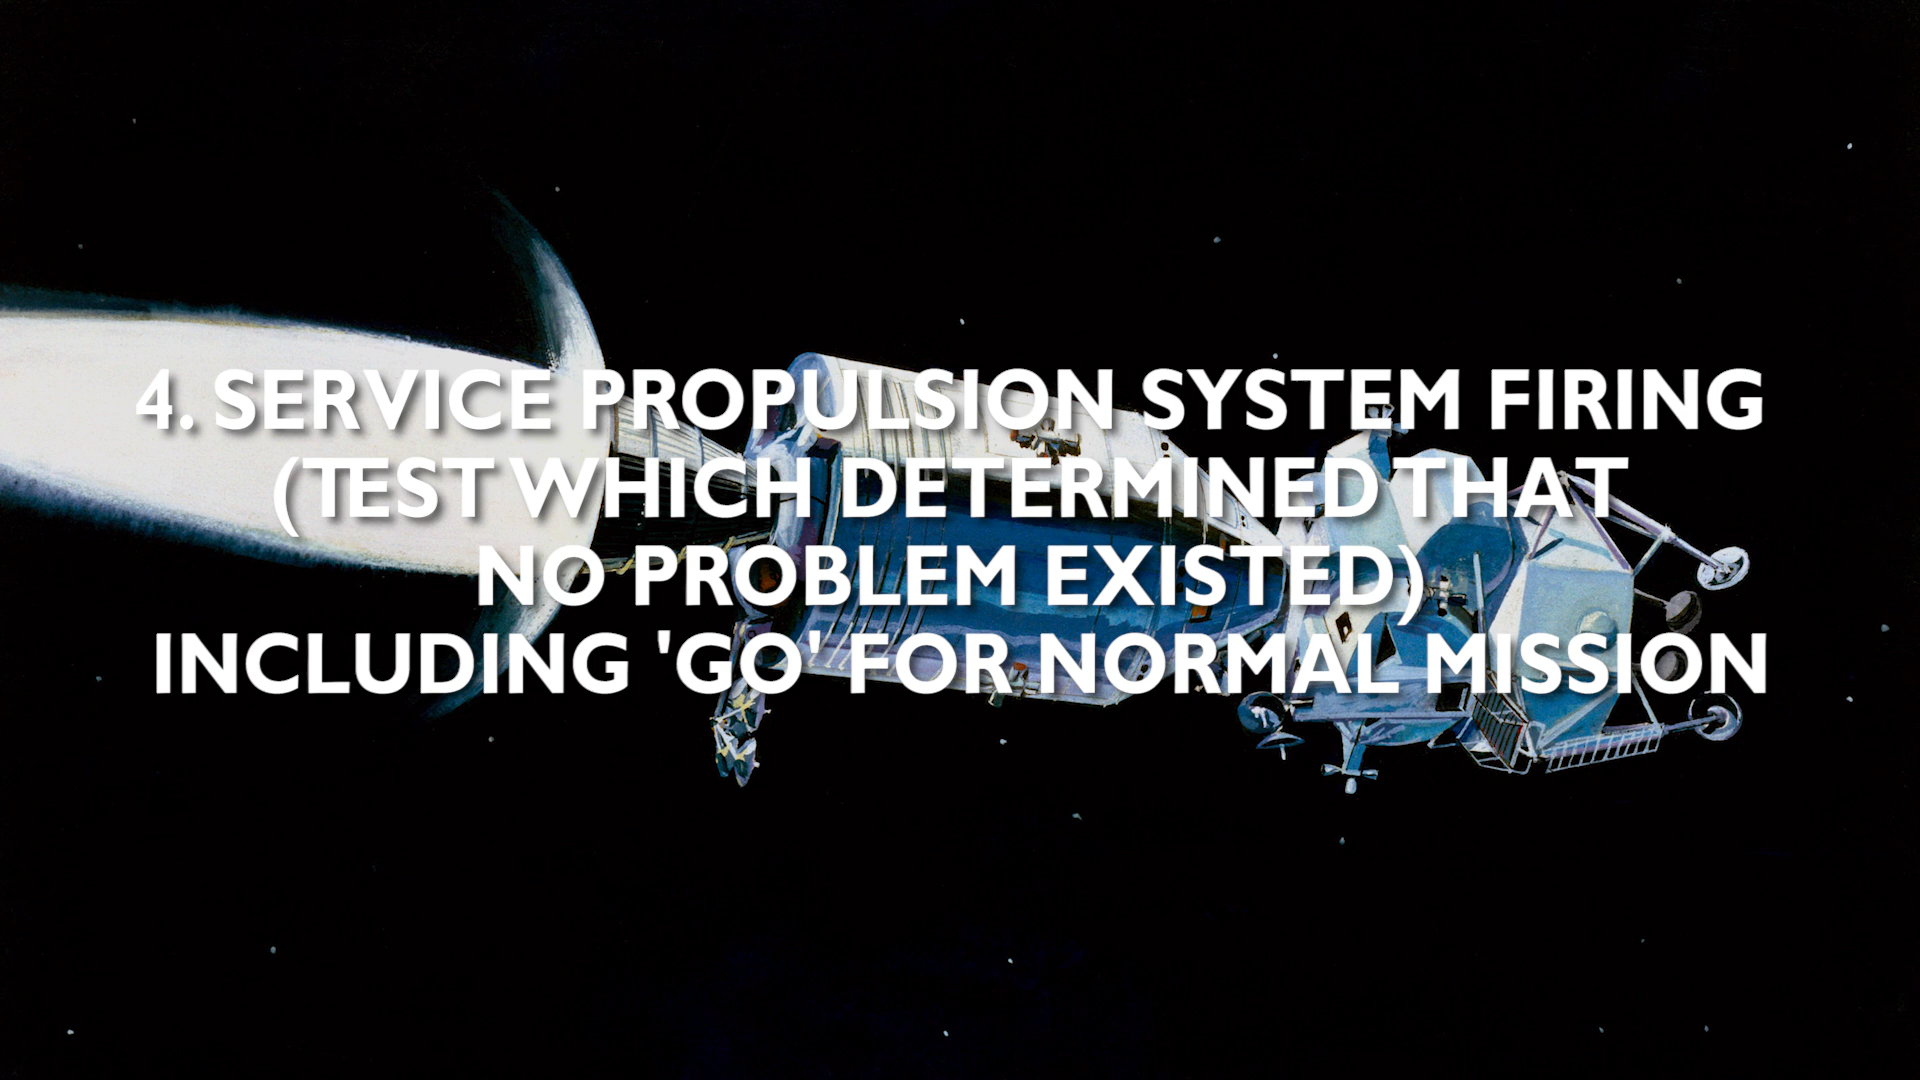 4. SERVICE PROPULSION SYSTEM FIRING
(TEST WHICH DETERMINED THAT
NO PROBLEM EXISTED)
INCLUDING 'GO' FOR NORMAL MISSION